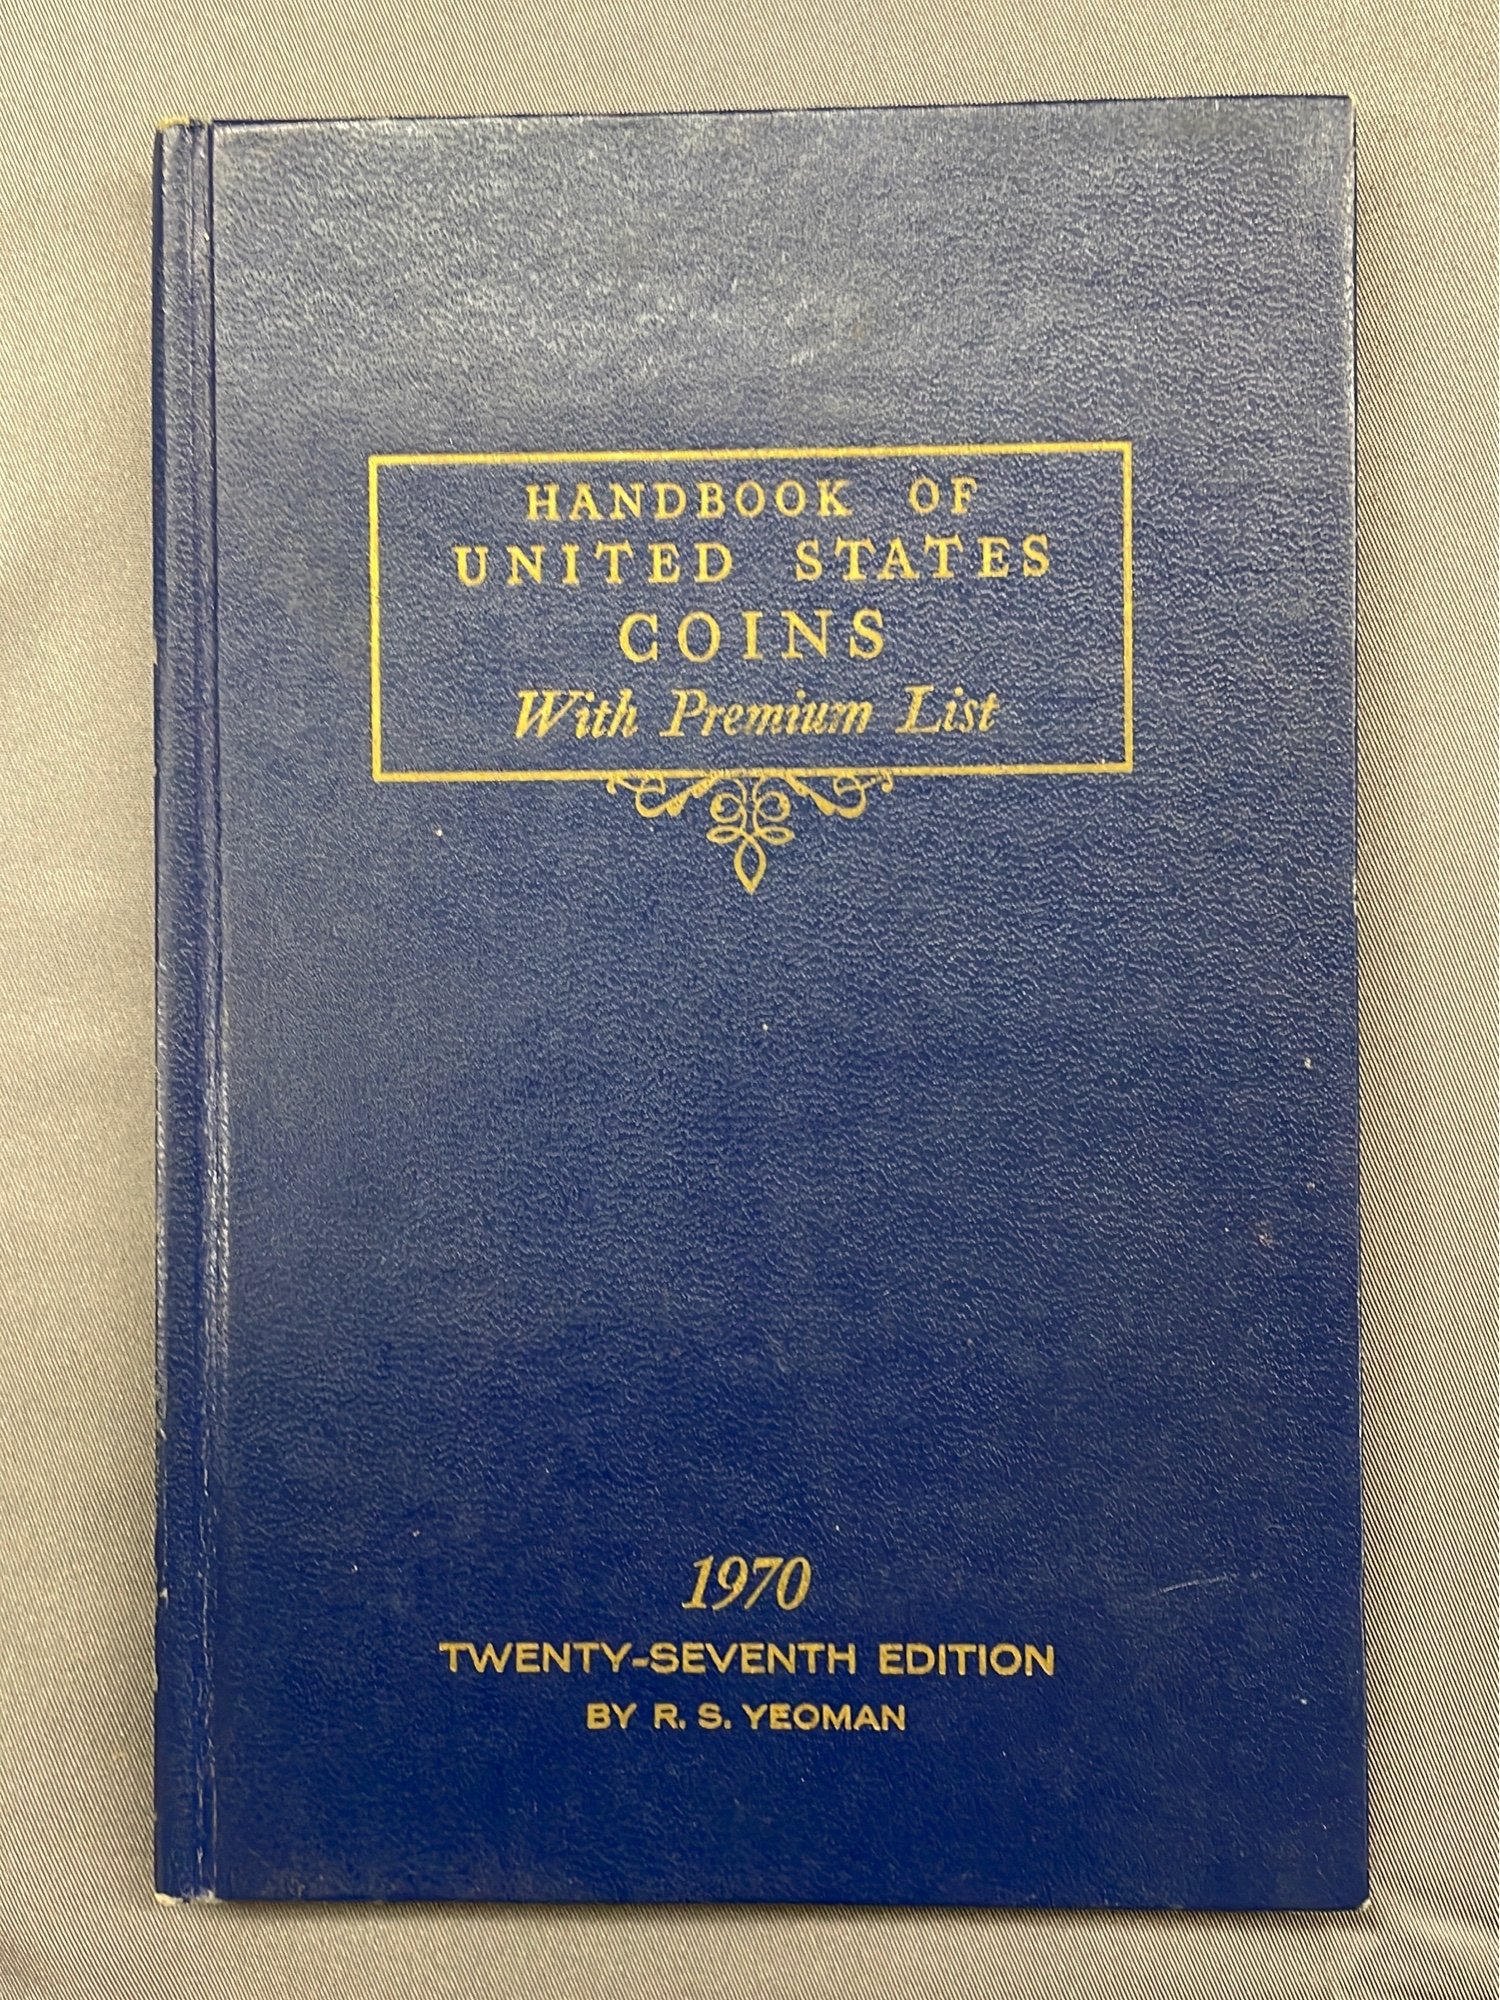 HANDBOOK OF
UNITED STATES
COINS
With Premium List
1970
TWENTY-SEVENTH EDITION
BY R. S. YEOMAN